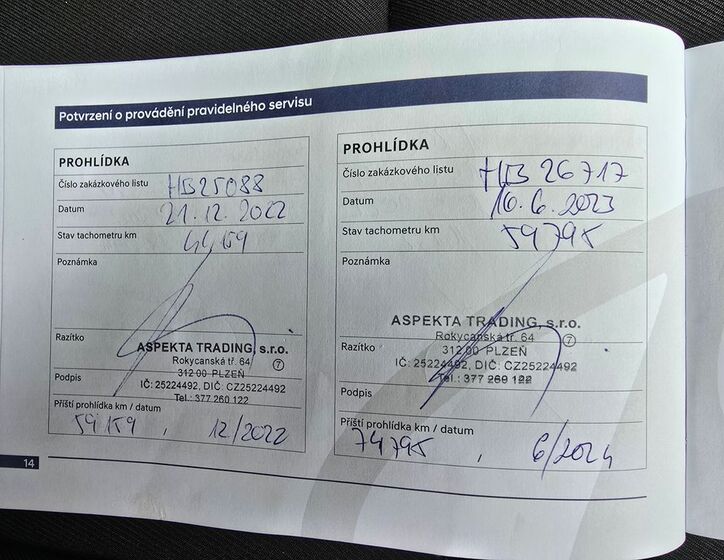 Potvrzení o provádění pravidelného servisu
PROHLÍDKA
Číslo zakázkového listu HB25088
Datum 21.12.2022
Stav tachometru km 44159
Poznámka
Razítko
ASPEKTA TRADING, s.r.o.
Rokycanská tř. 64
312 00 PLZEŇ
7
IČ: 25224492, DIČ: CZ25224492
Tel.: 377 260 122
Podpis
Příští prohlídka km / datum
59159, 12/2022
14
PROHLÍDKA
Číslo zakázkového listu HB 26717
Datum 16.6.2023
Stav tachometru km 59795
Poznámka
ASPEKTA TRADING, s.r.o.
Rokycanská tř. 64
Razítko
312 00 PLZEŇ
7
IČ: 25224492, DIČ: CZ25224492
Tel.: 377 260 122
Podpis
Příští prohlídka km / datum
74795, 6/2024